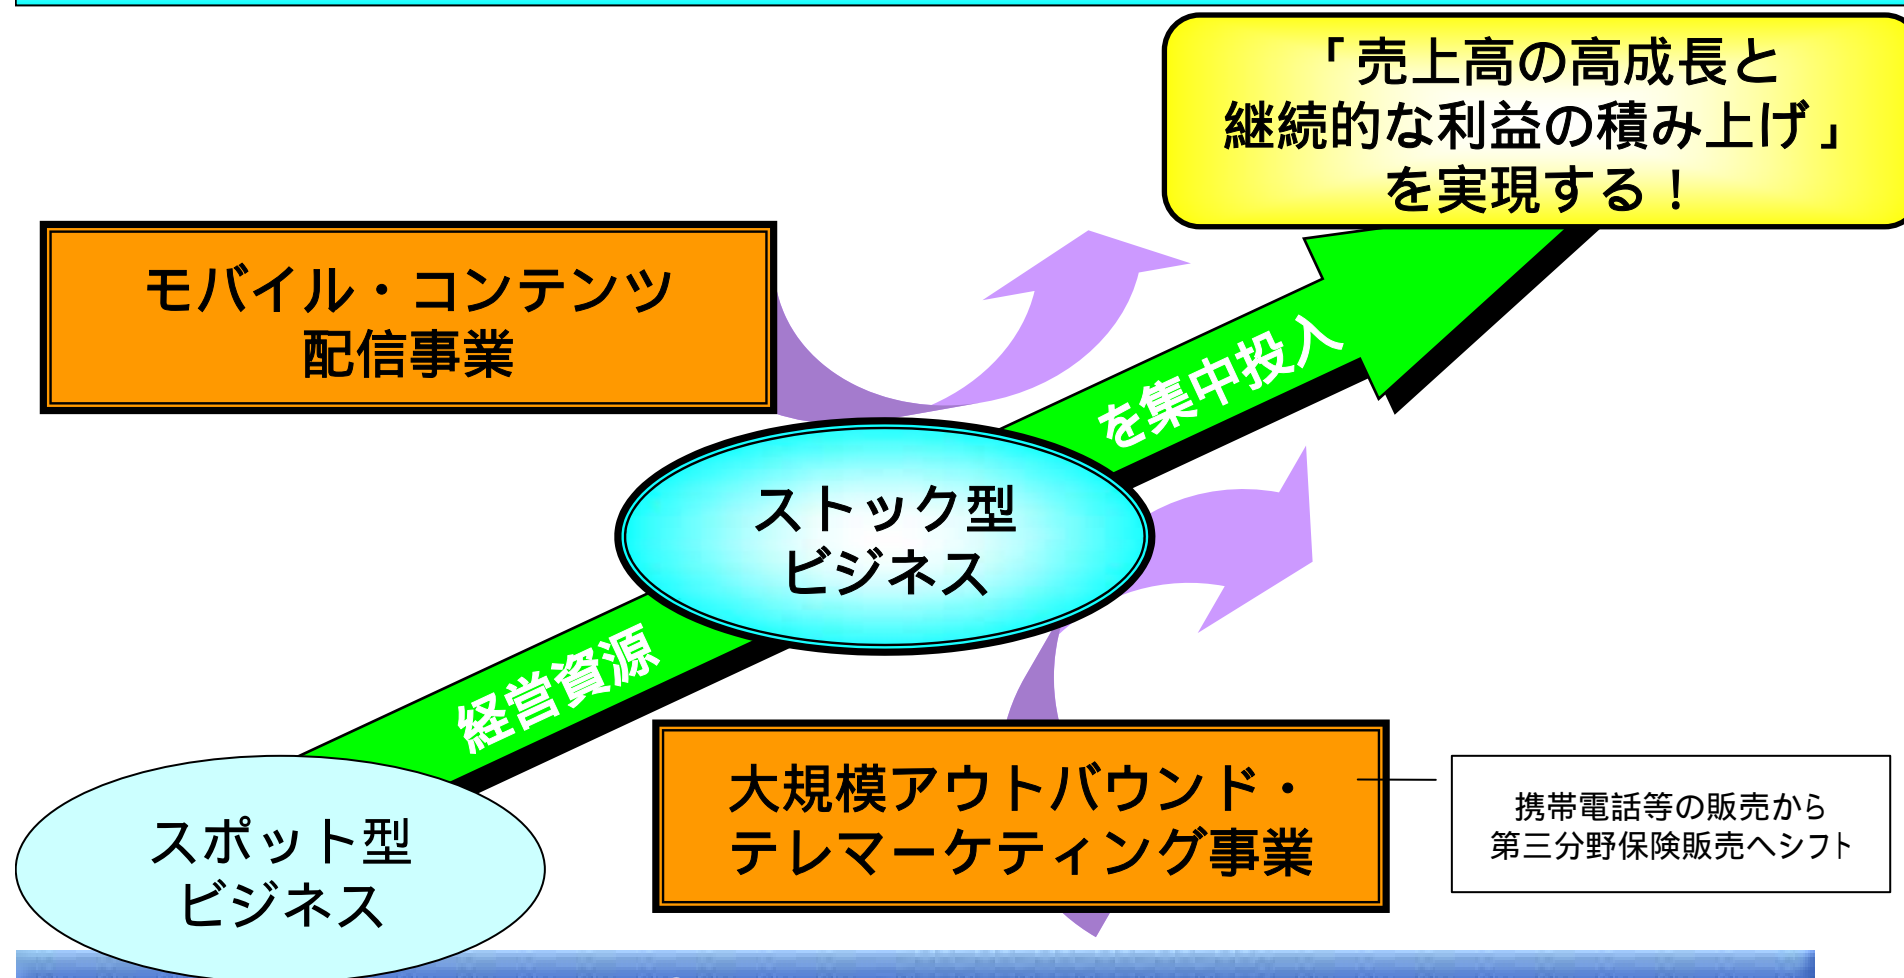 「売上高の高成長と
継続的な利益の積み上げ」
を実現する！
モバイル・コンテンツ
配信事業
を集中投入
ストック型
ビジネス
経営資源
大規模アウトバウンド・
テレマーケティング事業
携帯電話等の販売から
第三分野保険販売へシフト
スポット型
ビジネス